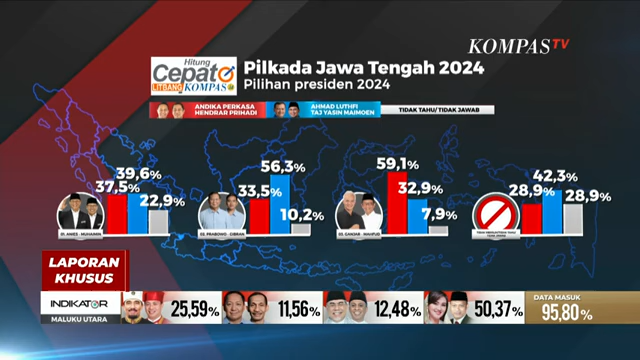 KOMPAS TV
Hitung
Cepat
LITBANG KOMPAS
Pilkada Jawa Tengah 2024
Pilihan presiden 2024
ANDIKA PERKASA
HENDRAR PRIHADI
AHMAD LUTHFI
TAJ YASIN MAIMOEN
TIDAK TAHU/TIDAK JAWAB
37,5% 39,6% 22,9%
01. ANIES - MUHAIMIN
33,5% 56,3% 10,2%
02. PRABOWO - GIBRAN
59,1% 32,9% 7,9%
03. GANJAR - MAHFUD
28,9% 42,3% 28,9%
LAPORAN
KHUSUS
INDIKATOR
MALUKU UTARA
25,59% 11,56% 12,48% 50,37%
DATA MASUK
95,80%